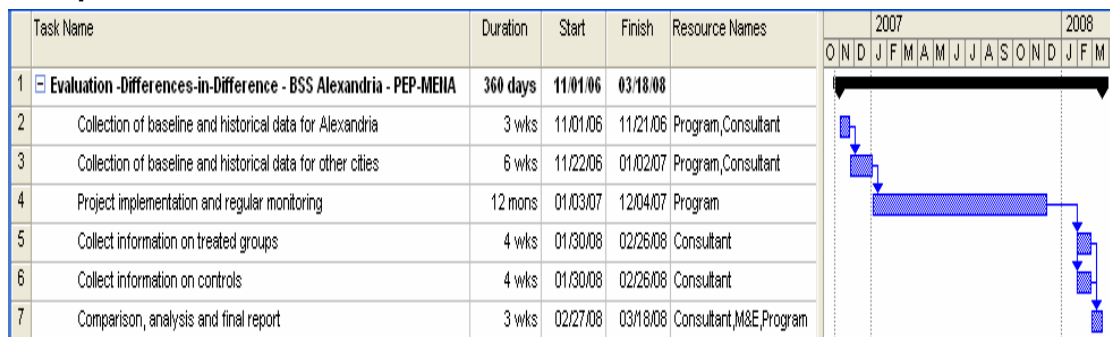 Task Name Duration Start Finish Resource Names 2007 2008
O N D J F M A M J J A S O N D J F M
1 Evaluation -Differences-in-Difference - BSS Alexandria - PEP-MENA 360 days 11/01/06 03/18/08
2 Collection of baseline and historical data for Alexandria 3 wks 11/01/06 11/21/06 Program,Consultant
3 Collection of baseline and historical data for other cities 6 wks 11/22/06 01/02/07 Program,Consultant
4 Project implementation and regular monitoring 12 mons 01/03/07 12/04/07 Program
5 Collect information on treated groups 4 wks 01/30/08 02/26/08 Consultant
6 Collect information on controls 4 wks 01/30/08 02/26/08 Consultant
7 Comparison, analysis and final report 3 wks 02/27/08 03/18/08 Consultant,M&E,Program